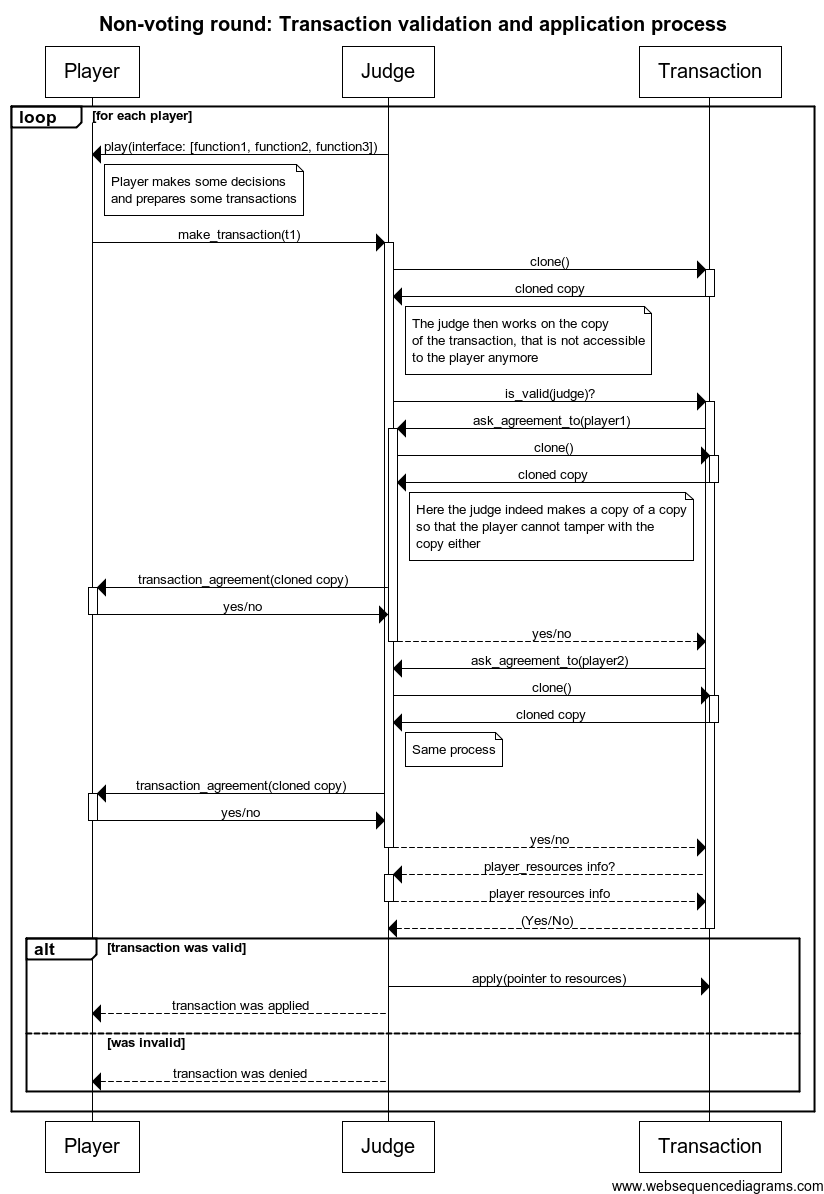 Non-voting round: Transaction validation and application process
Player
Judge
Transaction
loop
[for each player]
play(interface: [function1, function2, function3])
Player makes some decisions
and prepares some transactions
make_transaction(t1)
clone()
cloned copy
The judge then works on the copy
of the transaction, that is not accessible
to the player anymore
is_valid(judge)?
ask_agreement_to(player1)
clone()
cloned copy
Here the judge indeed makes a copy of a copy
so that the player cannot tamper with the
copy either
transaction_agreement(cloned copy)
yes/no
yes/no
ask_agreement_to(player2)
clone()
cloned copy
Same process
transaction_agreement(cloned copy)
yes/no
yes/no
player_resources info?
player resources info
(Yes/No)
alt
[transaction was valid]
apply(pointer to resources)
transaction was applied
[was invalid]
transaction was denied
Player
Judge
Transaction
www.websequencediagrams.com